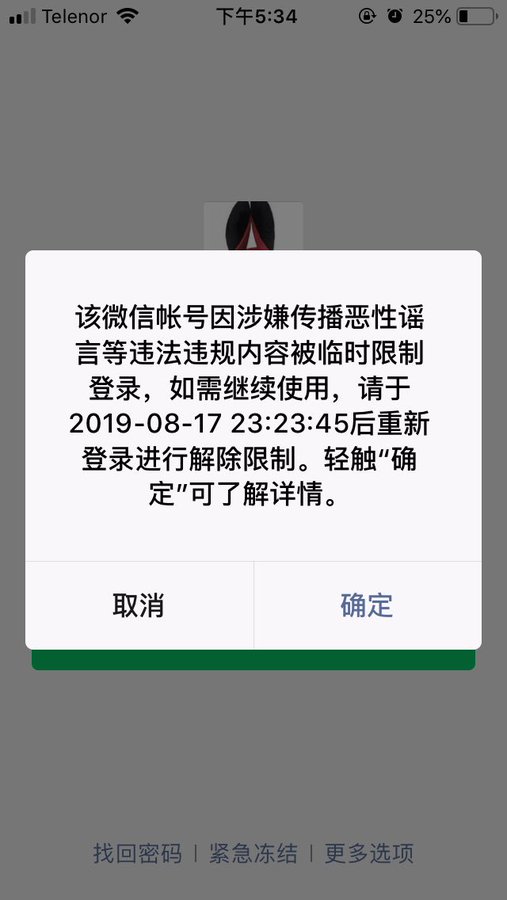 Telenor 下午5:34 25%
该微信帐号因涉嫌传播恶性谣
言等违法违规内容被临时限制
登录，如需继续使用，请于
2019-08-17 23:23:45后重新
登录进行解除限制。轻触“确
定”可了解详情。
取消 确定
找回密码 | 紧急冻结 | 更多选项